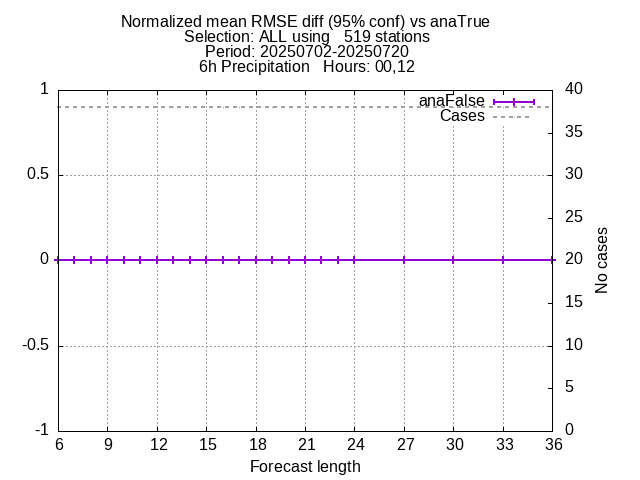 Normalized mean RMSE diff (95% conf) vs anaTrue
Selection: ALL using   519 stations
Period: 20250702-20250720
6h Precipitation   Hours: 00,12
anaFalse
Cases
1
0.5
0
-0.5
-1
40
35
30
25
20
15
10
5
0
No cases
6 9 12 15 18 21 24 27 30 33 36
Forecast length